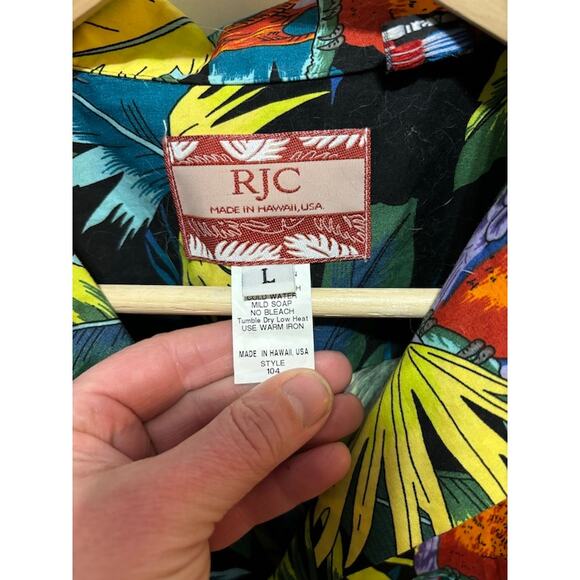 RJC
MADE IN HAWAII, USA.
L
COLD WATER
MILD SOAP
NO BLEACH
Tumble Dry Low Heat
USE WARM IRON
MADE IN HAWAII, USA
STYLE
104